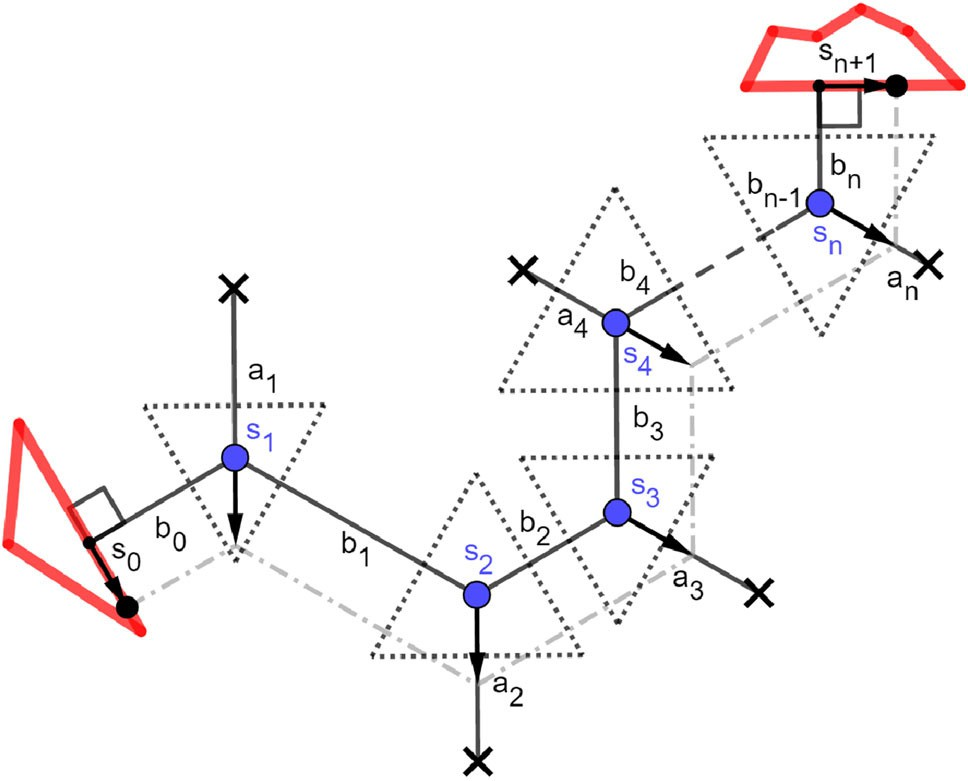 s_{n+1}
b_n
b_{n-1}
s_n
a_n
b_4
a_4
s_4
a_1
b_3
s_1
s_3
b_2
b_0
s_0
b_1
s_2
a_3
a_2